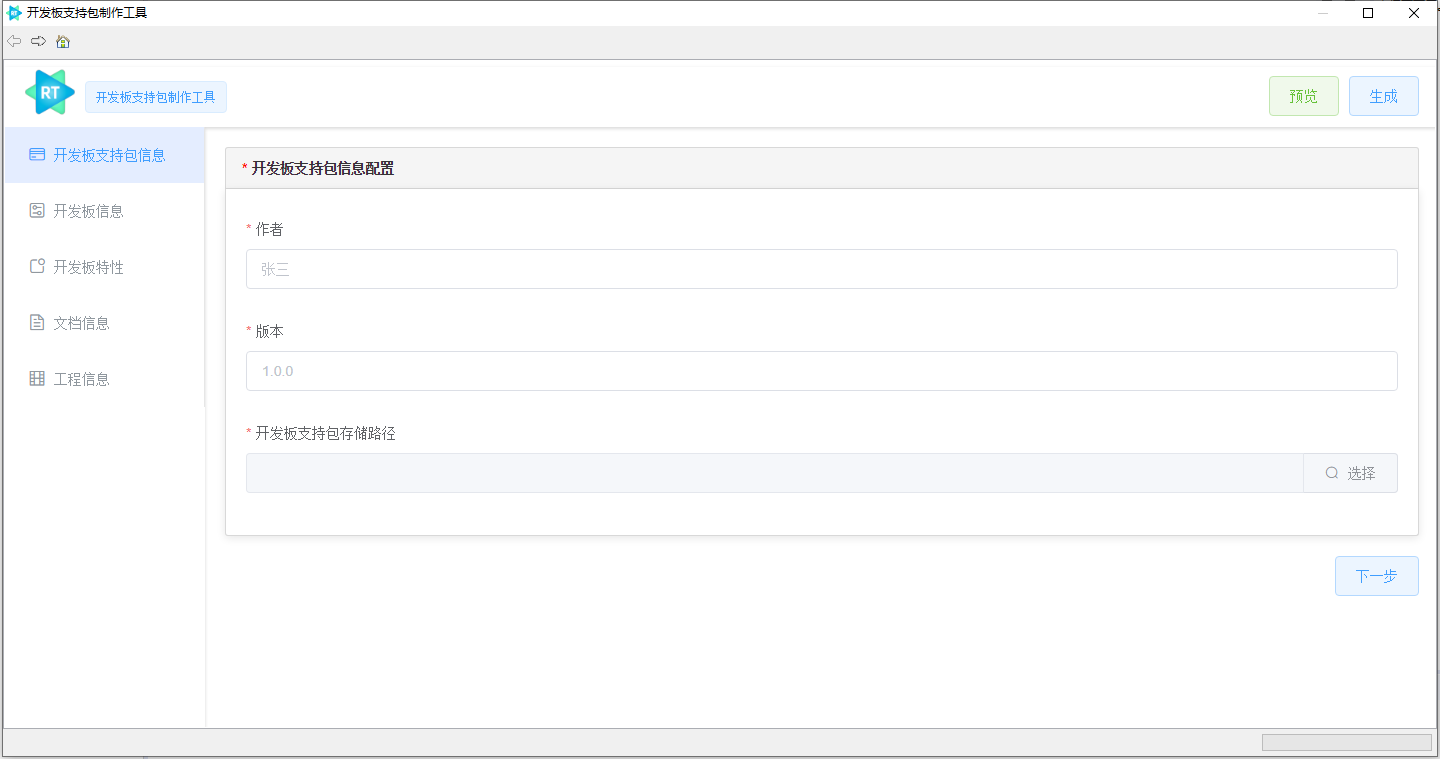 开发板支持包制作工具
RT
开发板支持包制作工具
预览
生成
开发板支持包信息
开发板信息
开发板特性
文档信息
工程信息
* 开发板支持包信息配置
* 作者
张三
* 版本
1.0.0
* 开发板支持包存储路径
选择
下一步